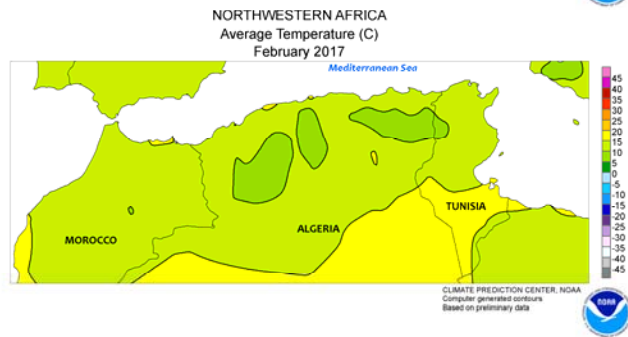 NORTHWESTERN AFRICA
Average Temperature (C)
February 2017
Mediterranean Sea
MOROCCO
ALGERIA
TUNISIA
45
40
35
30
25
20
15
10
5
0
-5
-10
-15
-20
-25
-30
-35
-40
-45
CLIMATE PREDICTION CENTER, NOAA
Computer generated contours
Based on preliminary data
NOAA